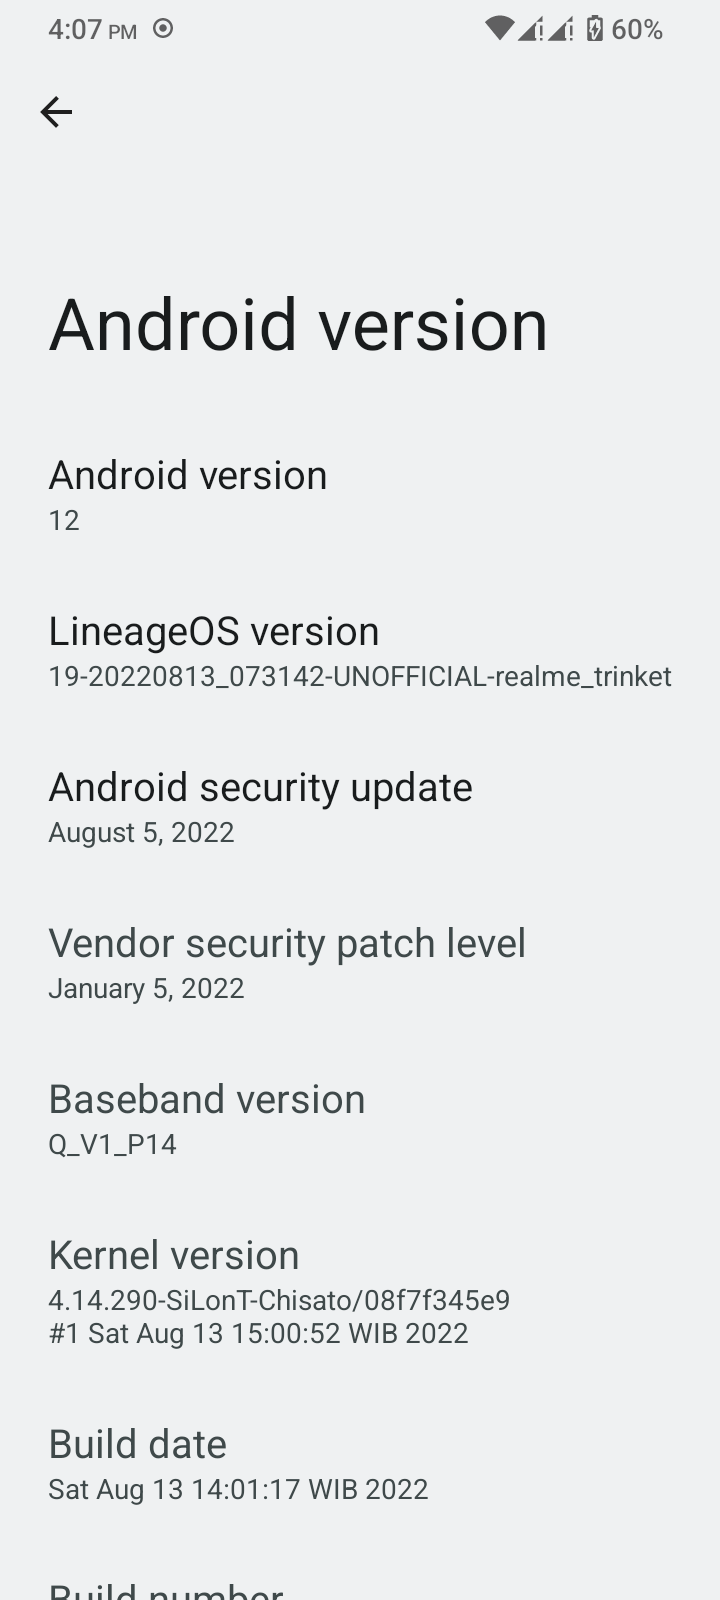 4:07 PM
60%
Android version
Android version
12
LineageOS version
19-20220813_073142-UNOFFICIAL-realme_trinket
Android security update
August 5, 2022
Vendor security patch level
January 5, 2022
Baseband version
Q_V1_P14
Kernel version
4.14.290-SiLonT-Chisato/08f7f345e9
#1 Sat Aug 13 15:00:52 WIB 2022
Build date
Sat Aug 13 14:01:17 WIB 2022
Build number